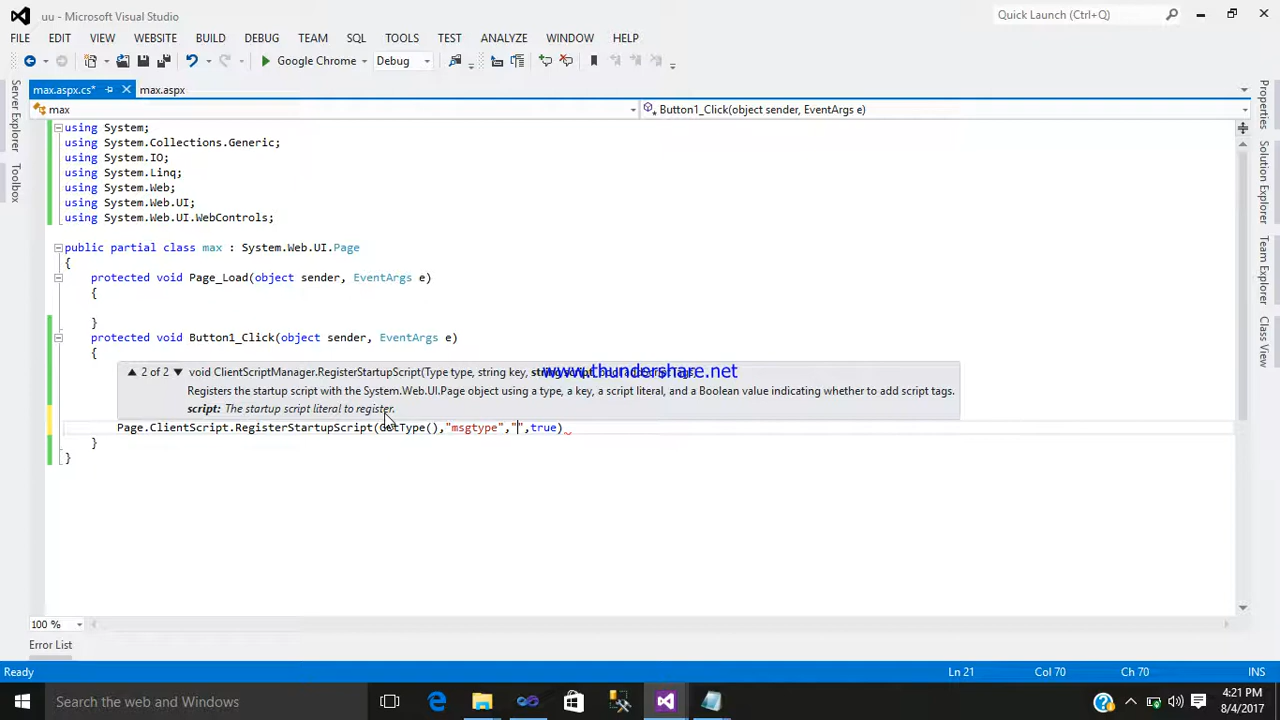 uu - Microsoft Visual Studio
Quick Launch (Ctrl+Q)
FILE EDIT VIEW WEBSITE BUILD DEBUG TEAM SQL TOOLS TEST ANALYZE WINDOW HELP
Google Chrome Debug
max.aspx.cs* max.aspx
max Button1_Click(object sender, EventArgs e)
Server Explorer
Toolbox
Properties
Solution Explorer
Team Explorer
Class View
using System;
using System.Collections.Generic;
using System.IO;
using System.Linq;
using System.Web;
using System.Web.UI;
using System.Web.UI.WebControls;
public partial class max : System.Web.UI.Page
{
protected void Page_Load(object sender, EventArgs e)
{
}
protected void Button1_Click(object sender, EventArgs e)
{
2 of 2 void ClientScriptManager.RegisterStartupScript(Type type, string key,
www.thundershare.net
Registers the startup script with the System.Web.UI.Page object using a type, a key, a script literal, and a Boolean value indicating whether to add script tags.
script: The startup script literal to register.
Page.ClientScript.RegisterStartupScript(GetType(),"msgtype","",true)
}
}
100 %
Error List
Ready Ln 21 Col 70 Ch 70 INS
Search the web and Windows
4:21 PM
8/4/2017